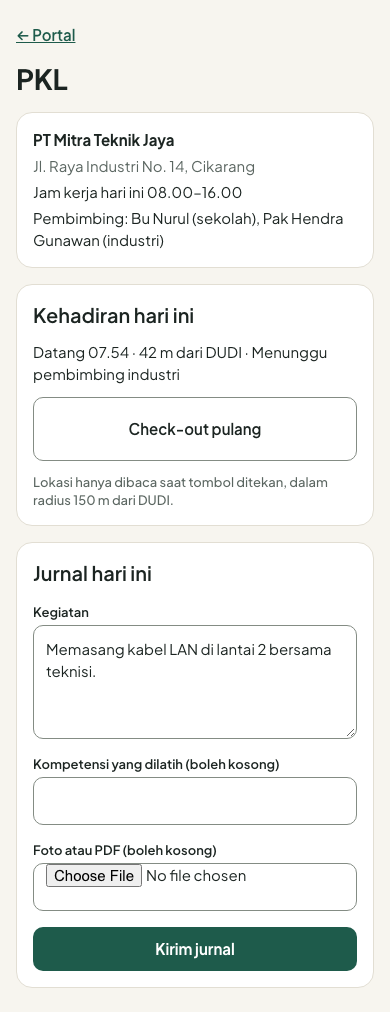 ← Portal
PKL
PT Mitra Teknik Jaya
Jl. Raya Industri No. 14, Cikarang
Jam kerja hari ini 08.00–16.00
Pembimbing: Bu Nurul (sekolah), Pak Hendra
Gunawan (industri)
Kehadiran hari ini
Datang 07.54 · 42 m dari DUDI · Menunggu
pembimbing industri
Check-out pulang
Lokasi hanya dibaca saat tombol ditekan, dalam
radius 150 m dari DUDI.
Jurnal hari ini
Kegiatan
Memasang kabel LAN di lantai 2 bersama
teknisi.
Kompetensi yang dilatih (boleh kosong)
Foto atau PDF (boleh kosong)
Choose File No file chosen
Kirim jurnal